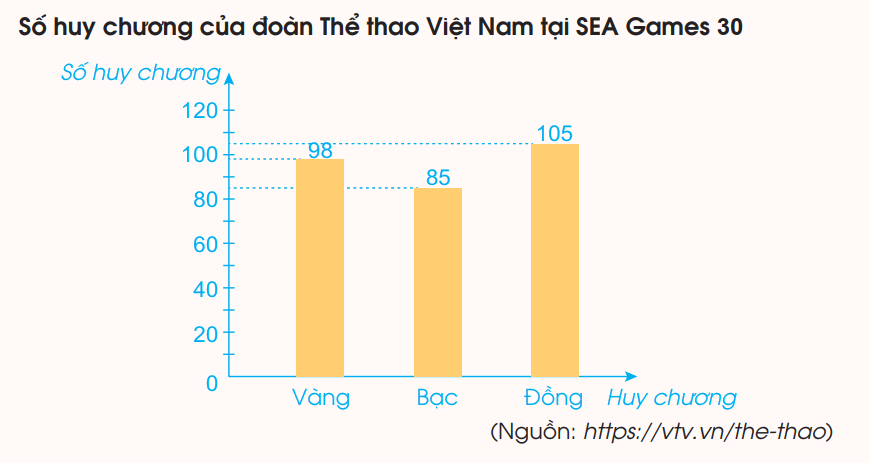 Số huy chương của đoàn Thể thao Việt Nam tại SEA Games 30
Số huy chương
120
100
80
60
40
20
0
98
85
105
Vàng
Bạc
Đồng
Huy chương
(Nguồn: https://vtv.vn/the-thao)